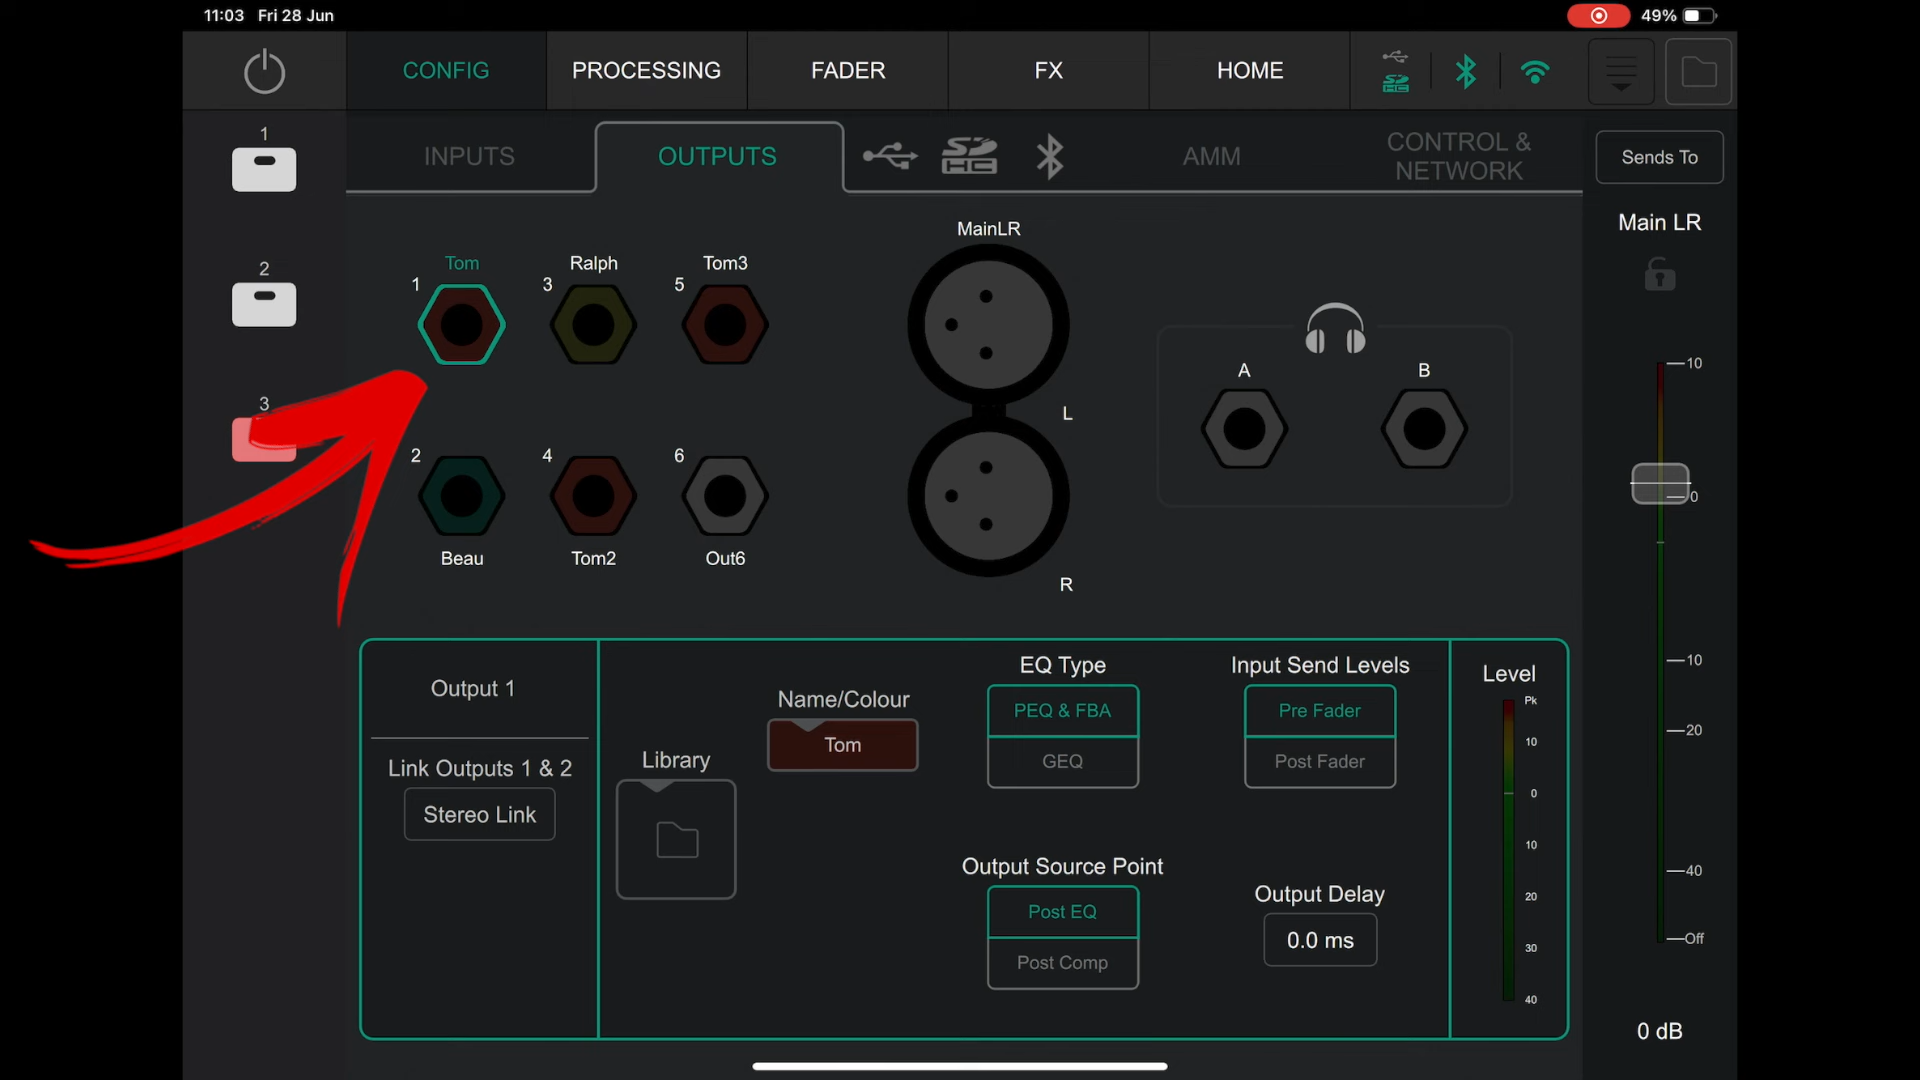 11:03 Fri 28 Jun
49%
CONFIG PROCESSING FADER FX HOME
SD HC
1
2
3
INPUTS OUTPUTS SD HC AMM CONTROL & NETWORK
Sends To
Main LR
Tom Ralph Tom3 MainLR
1 3 5
A B
L
2 4 6
Beau Tom2 Out6
R
10
0
10
20
40
Off
0 dB
Output 1
Link Outputs 1 & 2
Stereo Link
Library
Name/Colour
Tom
EQ Type
PEQ & FBA
GEQ
Input Send Levels
Pre Fader
Post Fader
Output Source Point
Post EQ
Post Comp
Output Delay
0.0 ms
Level
Pk
10
0
10
20
30
40